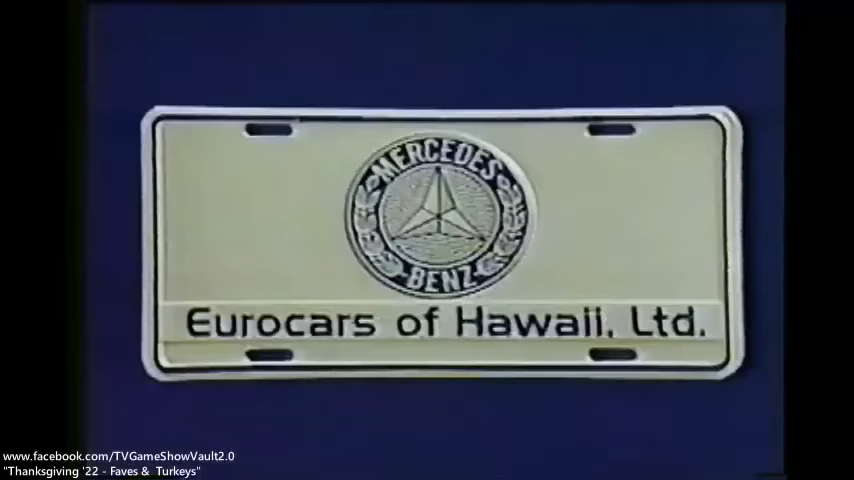 MERCEDES
BENZ
Eurocars of Hawaii, Ltd.
www.facebook.com/TVGameShowVault2.0
"Thanksgiving '22 - Faves & Turkeys"